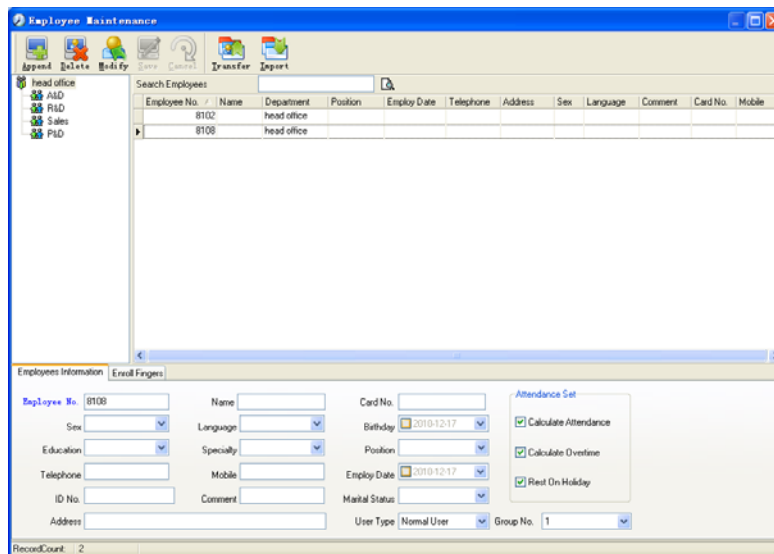 Employee Maintenance
Append Delete Modify Save Cancel Transfer Import
head office
A&D
R&D
Sales
P&D
Search Employees
Employee No. / Name Department Position Employ Date Telephone Address Sex Language Comment Card No. Mobile
8102 head office
8108 head office
Employees Information Enroll Fingers
Employee No. 8108 Name Card No. Attendance Set
Sex Language Birthday 2010-12-17 Calculate Attendance
Education Specialty Position Calculate Overtime
Telephone Mobile Employ Date 2010-12-17 Rest On Holiday
ID No. Comment Marital Status
Address User Type Normal User Group No. 1
RecordCount: 2